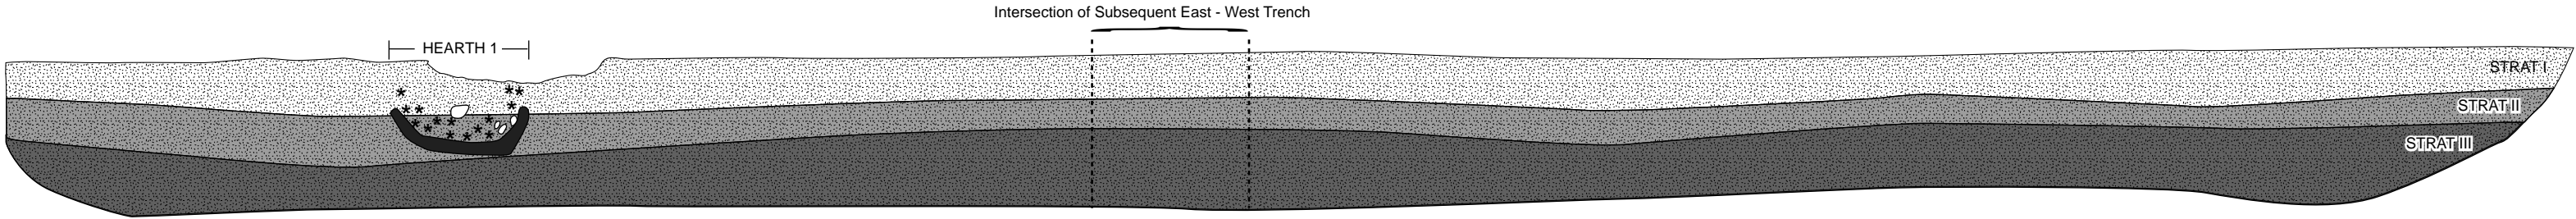 Intersection of Subsequent East - West Trench
HEARTH 1
STRAT I
STRAT II
STRAT III